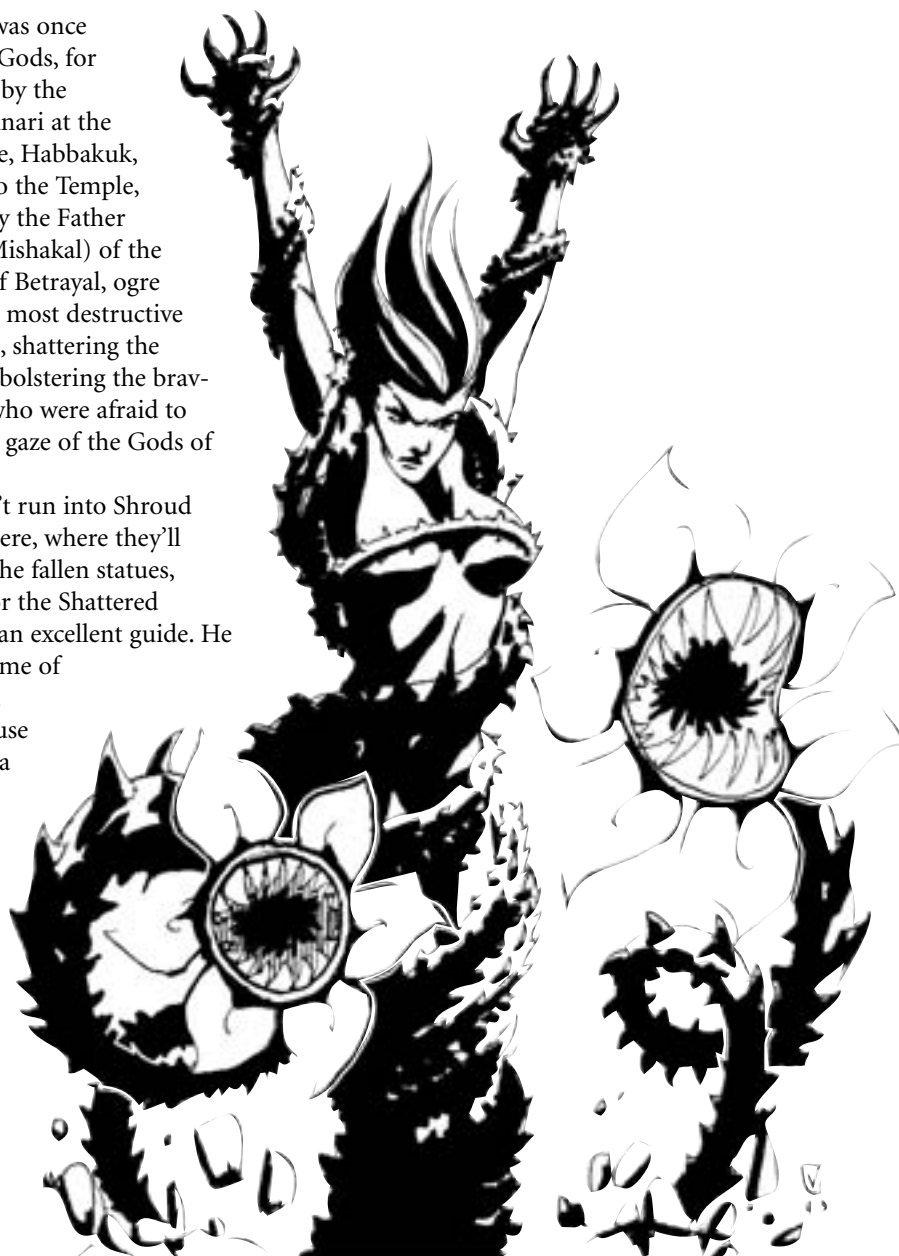 was once
Gods, for
by the
nari at the
e, Habbakuk,
o the Temple,
y the Father
Mishakal) of the
f Betrayal, ogre
most destructive
, shattering the
bolstering the brav-
who were afraid to
gaze of the Gods of
’t run into Shroud
ere, where they’ll
he fallen statues,
r the Shattered
an excellent guide. He
me of
use
a